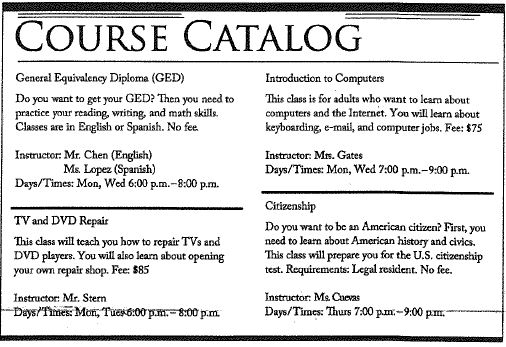 COURSE CATALOG
General Equivalency Diploma (GED)
Do you want to get your GED? Then you need to
practice your reading, writing, and math skills.
Classes are in English or Spanish. No fee.
Instructor: Mr. Chen (English)
Ms. Lopez (Spanish)
Days/Times: Mon, Wed 6:00 p.m.–8:00 p.m.
TV and DVD Repair
This class will teach you how to repair TVs and
DVD players. You will also learn about opening
your own repair shop. Fee: $85
Instructor: Mr. Stern
Days/Times: Mon, Tues 6:00 p.m.–8:00 p.m.
Introduction to Computers
This class is for adults who want to learn about
computers and the Internet. You will learn about
keyboarding, e-mail, and computer jobs. Fee: $75
Instructor: Mrs. Gates
Days/Times: Mon, Wed 7:00 p.m.–9:00 p.m.
Citizenship
Do you want to be an American citizen? First, you
need to learn about American history and civics.
This class will prepare you for the U.S. citizenship
test. Requirements: Legal resident. No fee.
Instructor: Ms. Cuevas
Days/Times: Thurs 7:00 p.m.–9:00 p.m.